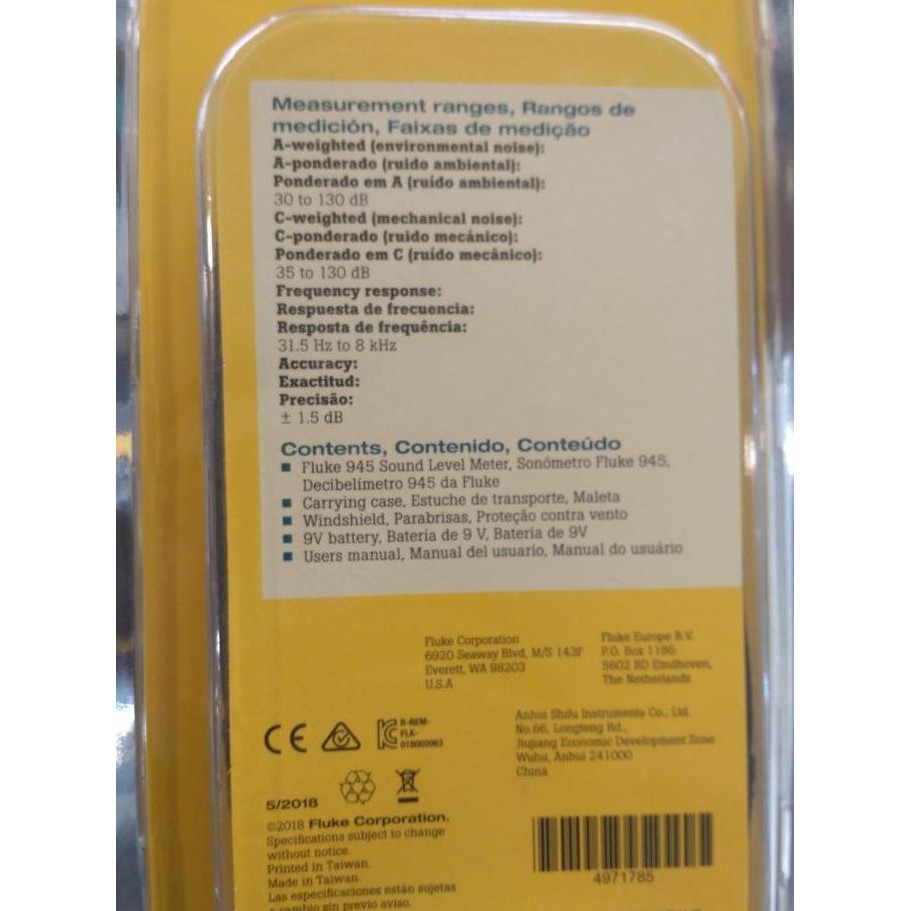 Measurement ranges, Rangos de
medición, Faixas de medição
A-weighted (environmental noise):
A-ponderado (ruido ambiental):
Ponderado em A (ruído ambiental):
30 to 130 dB
C-weighted (mechanical noise):
C-ponderado (ruido mecánico):
Ponderado em C (ruído mecânico):
35 to 130 dB
Frequency response:
Respuesta de frecuencia:
Resposta de frequência:
31.5 Hz to 8 kHz
Accuracy:
Exactitud:
Precisão:
± 1.5 dB
Contents, Contenido, Conteúdo
Fluke 945 Sound Level Meter, Sonómetro Fluke 945,
Decibelímetro 945 da Fluke
Carrying case, Estuche de transporte, Maleta
Windshield, Parabrisas, Proteção contra vento
9V battery, Batería de 9 V, Bateria de 9V
Users manual, Manual del usuario, Manual do usuário
Fluke Corporation
6920 Seaway Blvd, M/S 143F
Everett, WA 98203
U.S.A
Fluke Europe B.V.
P.O. Box 1186
5602 BD Eindhoven,
The Netherlands
Anhui Shifu Instruments Co., Ltd.
No.66, Longteng Rd.,
Jiujiang Economic Development Zone
Wuhu, Anhui 241000
China
CE
R-REM-
FLK-
5/2018
©2018 Fluke Corporation.
Specifications subject to change
without notice.
Printed in Taiwan.
Made in Taiwan.
Las especificaciones están sujetas
a cambio sin previo aviso.
4971785